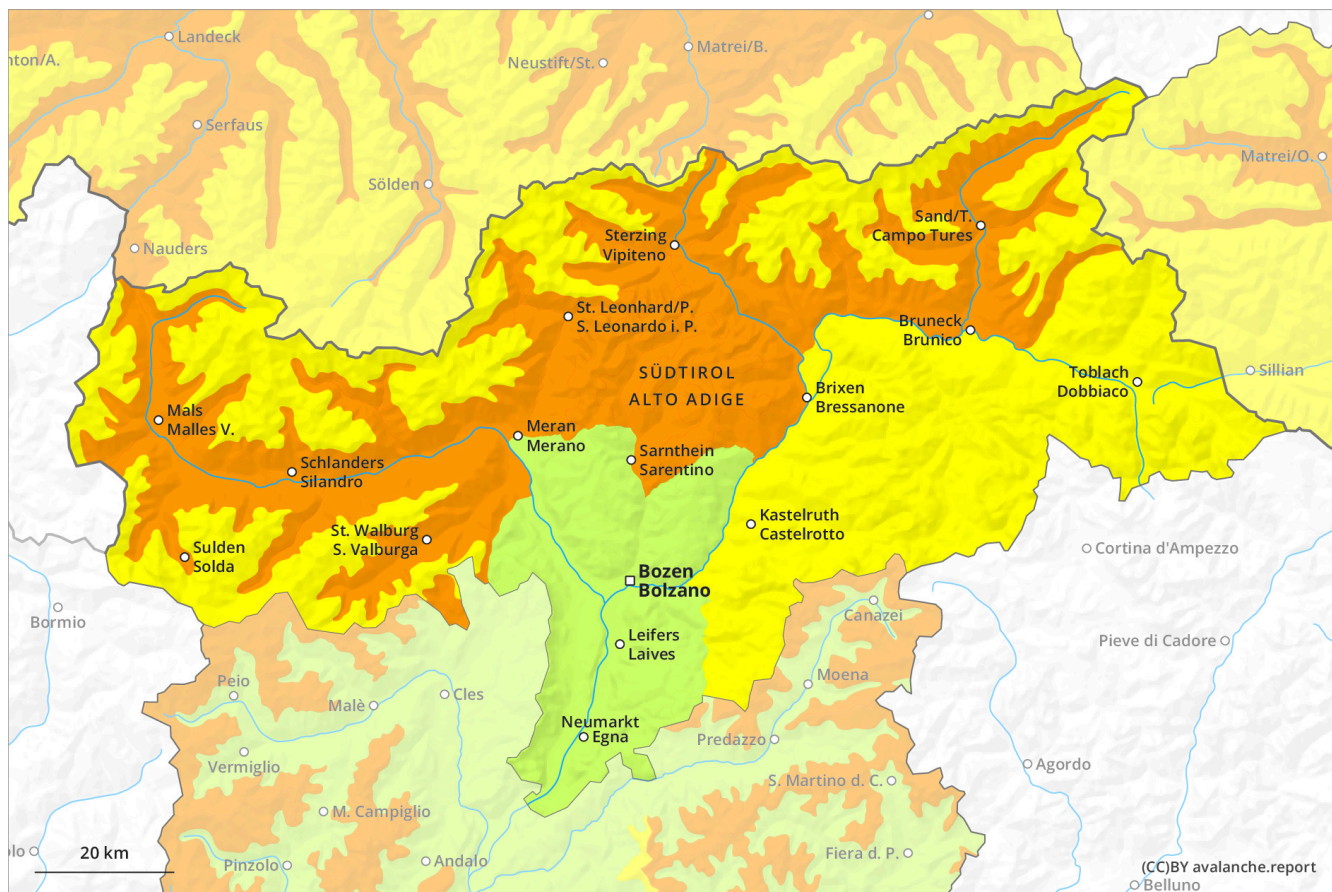 Landeck
nton/A.
Matrei/B.
Neustift/St.
Serfaus
Matrei/O.
Sölden
Sand/T.
Campo Tures
Sterzing
Vipiteno
Nauders
St. Leonhard/P.
S. Leonardo i. P.
Bruneck
Brunico
SÜDTIROL
ALTO ADIGE
Toblach
Dobbiaco
Sillian
Brixen
Bressanone
Mals
Malles V.
Meran
Merano
Sarnthein
Sarentino
Schlanders
Silandro
Kastelruth
Castelrotto
St. Walburg
S. Valburga
Sulden
Solda
Cortina d'Ampezzo
Bozen
Bolzano
Bormio
Canazei
Leifers
Laives
Pieve di Cadore
Peio
Moena
Malè
Cles
Neumarkt
Egna
Predazzo
Vermiglio
Agordo
S. Martino d. C.
M. Campiglio
olo
20 km
Pinzolo
Andalo
Fiera d. P.
(CC)BY avalanche.report
Belluno